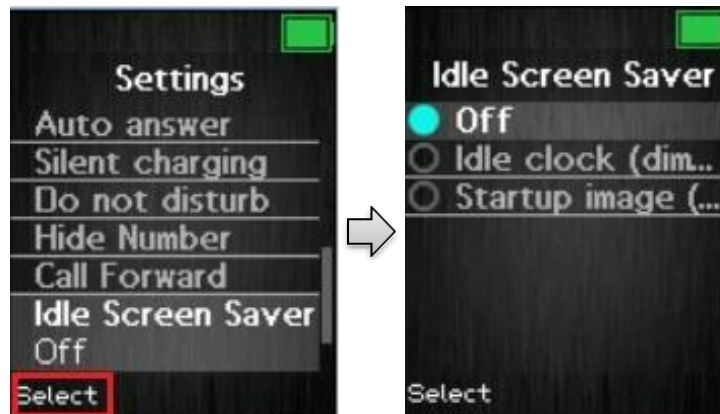 Settings
Auto answer
Silent charging
Do not disturb
Hide Number
Call Forward
Idle Screen Saver
Off
Select
Idle Screen Saver
Off
Idle clock (dim...
Startup image (...
Select